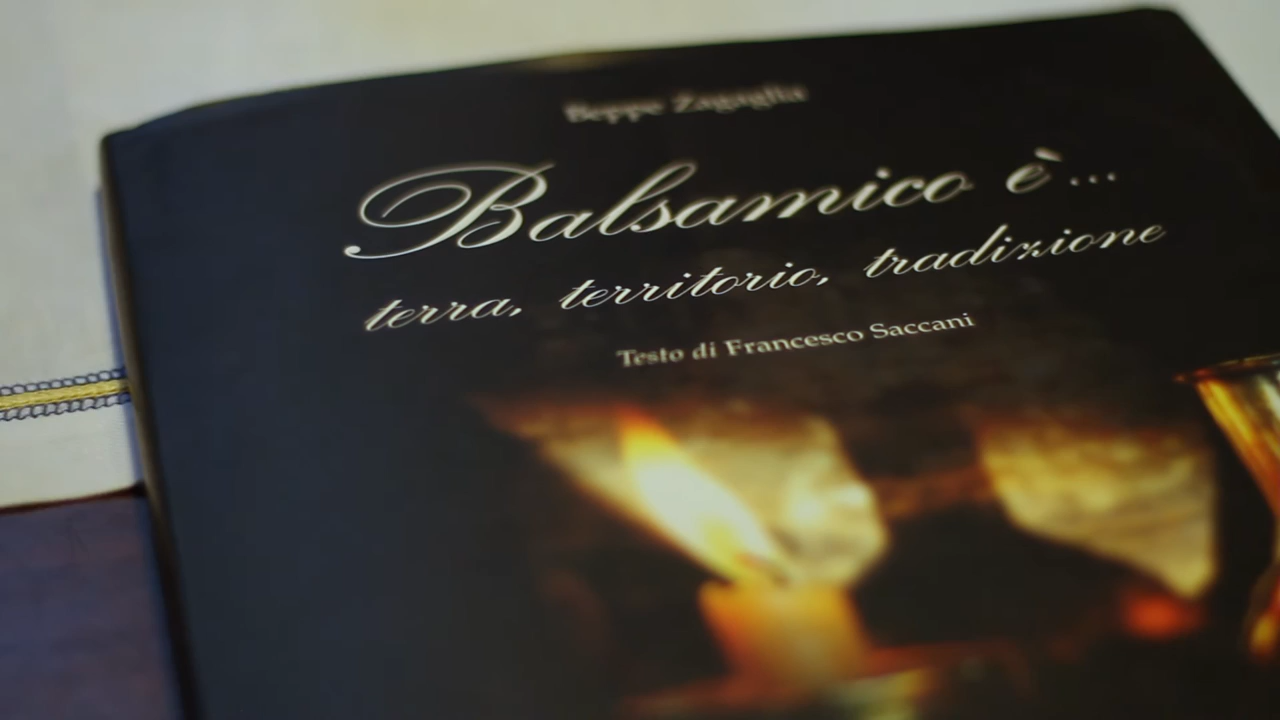 Beppe Zagaglia
Balsamico è...
terra, territorio, tradizione
Testo di Francesco Saccani